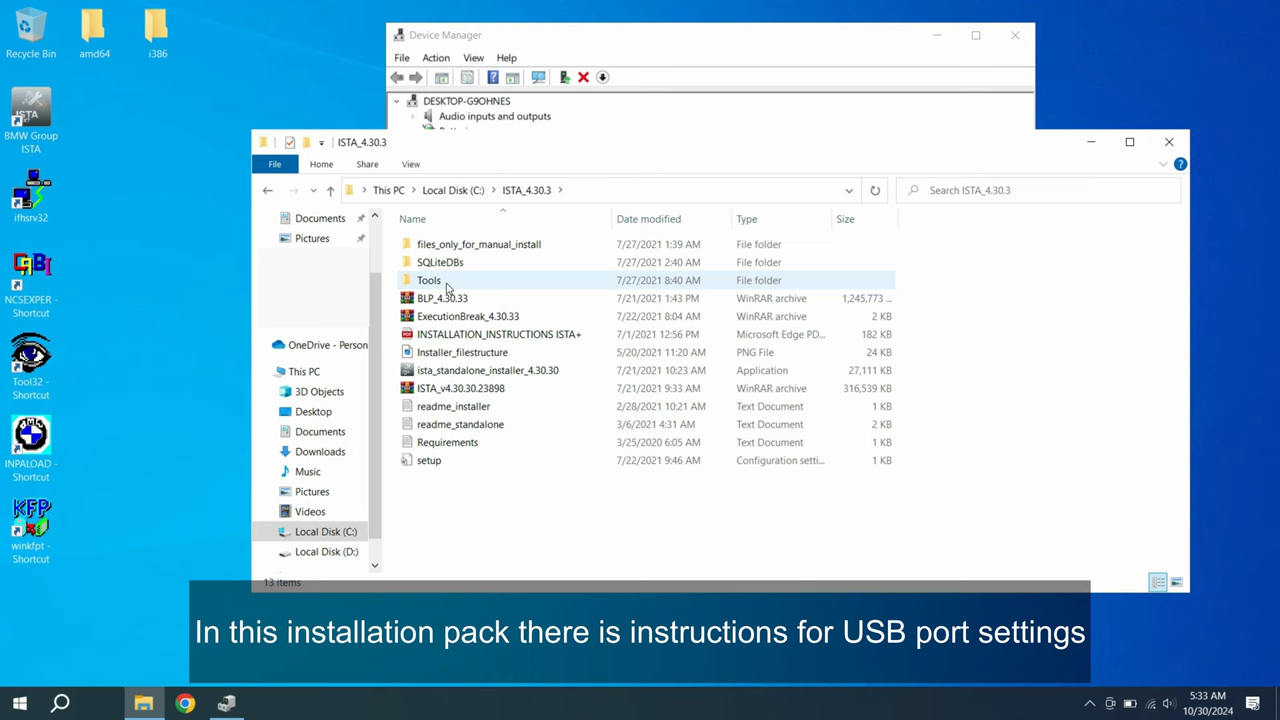 Recycle Bin
amd64
i386
BMW Group
ISTA
ifhsrv32
NCSEXPER -
Shortcut
Tool32 -
Shortcut
INPALOAD -
Shortcut
winkfpt -
Shortcut
Device Manager
File Action View Help
DESKTOP-G9OHNES
Audio inputs and outputs
ISTA_4.30.3
File Home Share View
This PC Local Disk (C:) ISTA_4.30.3
Search ISTA_4.30.3
Documents
Pictures
OneDrive - Person
This PC
3D Objects
Desktop
Documents
Downloads
Music
Pictures
Videos
Local Disk (C:)
Local Disk (D:)
Name Date modified Type Size
files_only_for_manual_install 7/27/2021 1:39 AM File folder
SQLiteDBs 7/27/2021 2:40 AM File folder
Tools 7/27/2021 8:40 AM File folder
BLP_4.30.33 7/21/2021 1:43 PM WinRAR archive 1,245,773 ...
ExecutionBreak_4.30.33 7/22/2021 8:04 AM WinRAR archive 2 KB
INSTALLATION_INSTRUCTIONS ISTA+ 7/1/2021 12:56 PM Microsoft Edge PD... 182 KB
Installer_filestructure 5/20/2021 11:20 AM PNG File 24 KB
ista_standalone_installer_4.30.30 7/21/2021 10:23 AM Application 27,111 KB
ISTA_v4.30.30.23898 7/21/2021 9:33 AM WinRAR archive 316,539 KB
readme_installer 2/28/2021 10:21 AM Text Document 1 KB
readme_standalone 3/6/2021 4:31 AM Text Document 2 KB
Requirements 3/25/2020 6:05 AM Text Document 1 KB
setup 7/22/2021 9:46 AM Configuration setti... 1 KB
13 items
In this installation pack there is instructions for USB port settings
5:33 AM
10/30/2024